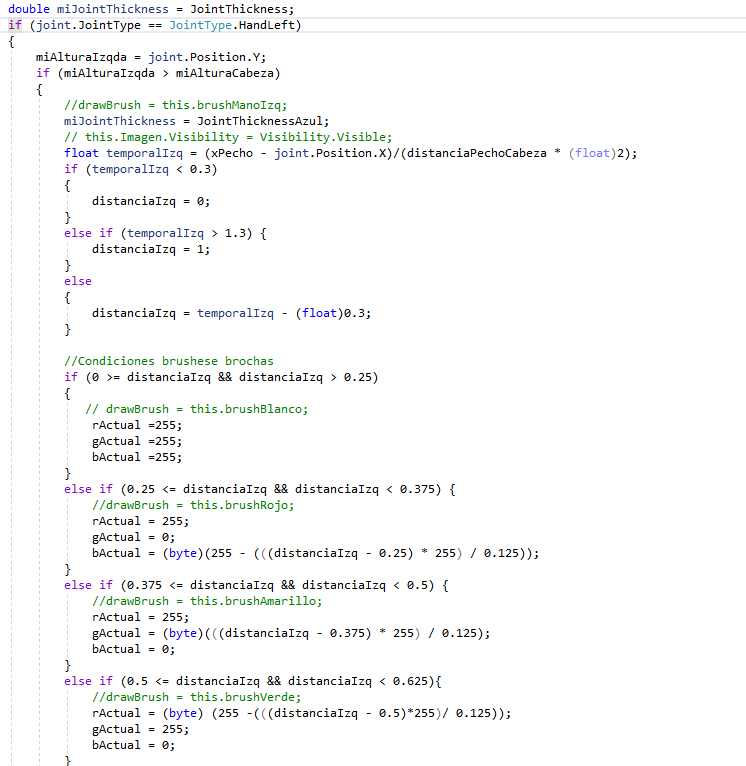 double miJointThickness = JointThickness;
if (joint.JointType == JointType.HandLeft)
{
miAlturaIzqda = joint.Position.Y;
if (miAlturaIzqda > miAlturaCabeza)
{
//drawBrush = this.brushManoIzq;
miJointThickness = JointThicknessAzul;
// this.Imagen.Visibility = Visibility.Visible;
float temporalIzq = (xPecho - joint.Position.X)/(distanciaPechoCabeza * (float)2);
if (temporalIzq < 0.3)
{
distanciaIzq = 0;
}
else if (temporalIzq > 1.3) {
distanciaIzq = 1;
}
else
{
distanciaIzq = temporalIzq - (float)0.3;
}
//Condiciones brushese brochas
if (0 >= distanciaIzq && distanciaIzq > 0.25)
{
// drawBrush = this.brushBlanco;
rActual =255;
gActual =255;
bActual =255;
}
else if (0.25 <= distanciaIzq && distanciaIzq < 0.375) {
//drawBrush = this.brushRojo;
rActual = 255;
gActual = 0;
bActual = (byte)(255 - (((distanciaIzq - 0.25) * 255) / 0.125));
}
else if (0.375 <= distanciaIzq && distanciaIzq < 0.5) {
//drawBrush = this.brushAmarillo;
rActual = 255;
gActual = (byte)(((distanciaIzq - 0.375) * 255) / 0.125);
bActual = 0;
}
else if (0.5 <= distanciaIzq && distanciaIzq < 0.625){
//drawBrush = this.brushVerde;
rActual = (byte) (255 -(((distanciaIzq - 0.5)*255)/ 0.125));
gActual = 255;
bActual = 0;
}